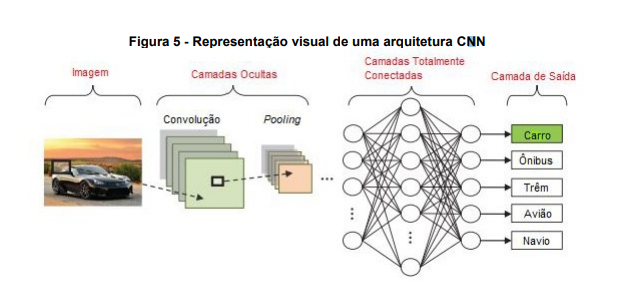 Figura 5 - Representação visual de uma arquitetura CNN
Imagem
Camadas Ocultas
Camadas Totalmente
Conectadas
Camada de Saída
Convolução
Pooling
Carro
Ônibus
Trêm
Avião
Navio